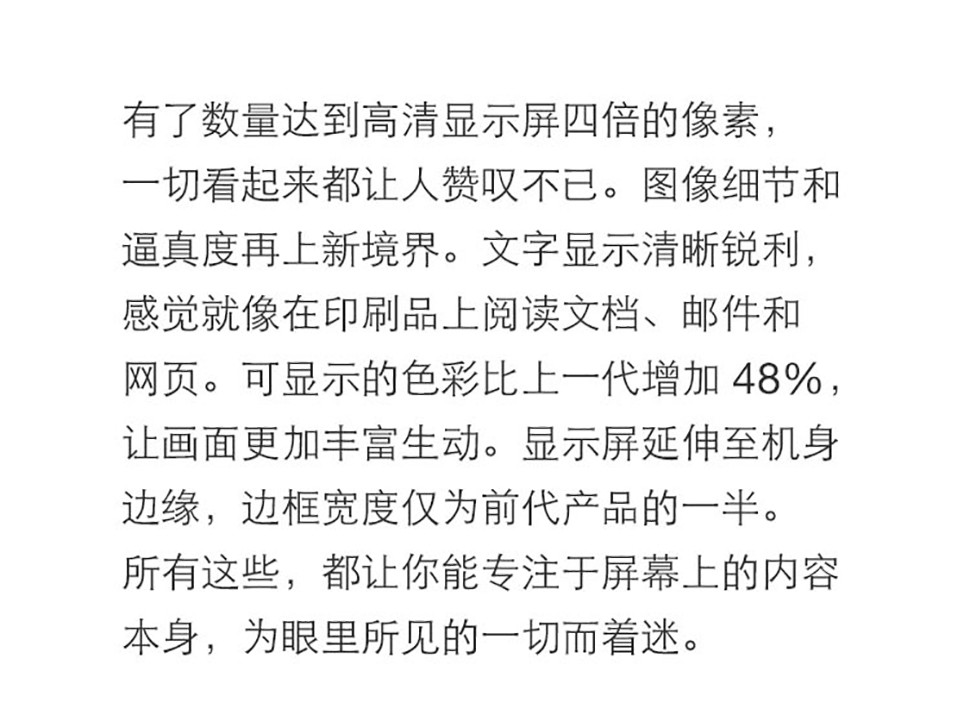 有了数量达到高清显示屏四倍的像素，
一切看起来都让人赞叹不已。图像细节和
逼真度再上新境界。文字显示清晰锐利，
感觉就像在印刷品上阅读文档、邮件和
网页。可显示的色彩比上一代增加 48%，
让画面更加丰富生动。显示屏延伸至机身
边缘，边框宽度仅为前代产品的一半。
所有这些，都让你能专注于屏幕上的内容
本身，为眼里所见的一切而着迷。